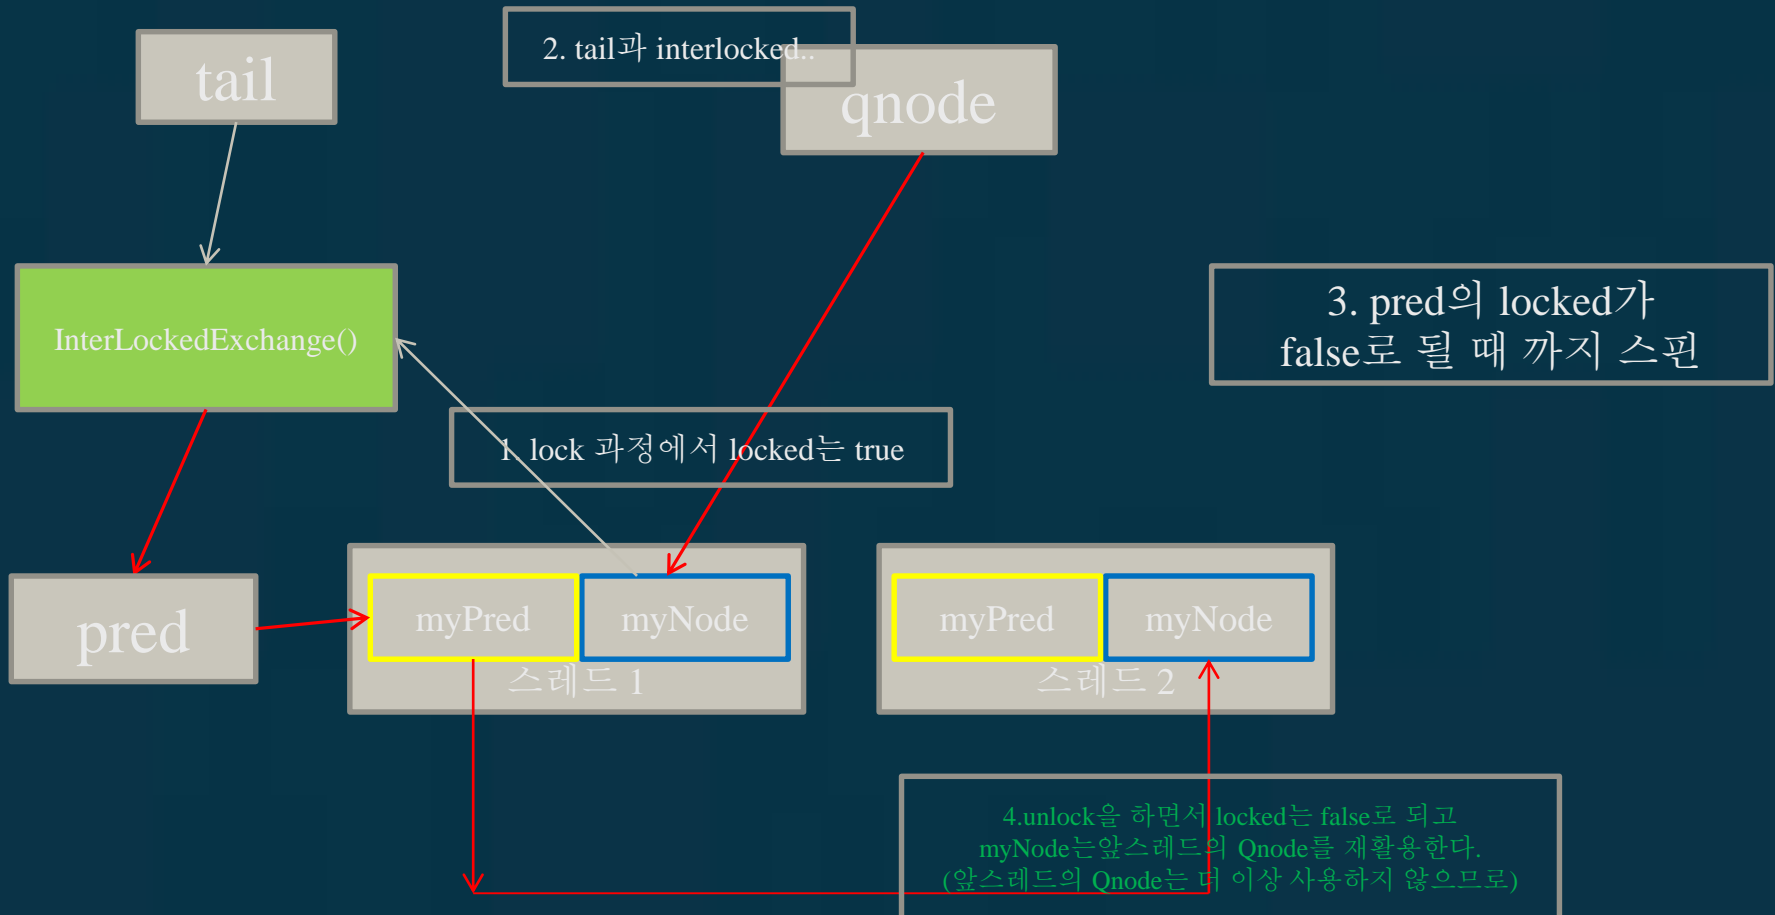 tail
2. tail과 interlocked..
qnode
InterLockedExchange()
3. pred의 locked가
false로 될 때 까지 스핀
1. lock 과정에서 locked는 true
pred
myPred
myNode
스레드 1
myPred
myNode
스레드 2
4.unlock을 하면서 locked는 false로 되고
myNode는앞스레드의 Qnode를 재활용한다.
(앞스레드의 Qnode는 더 이상 사용하지 않으므로)